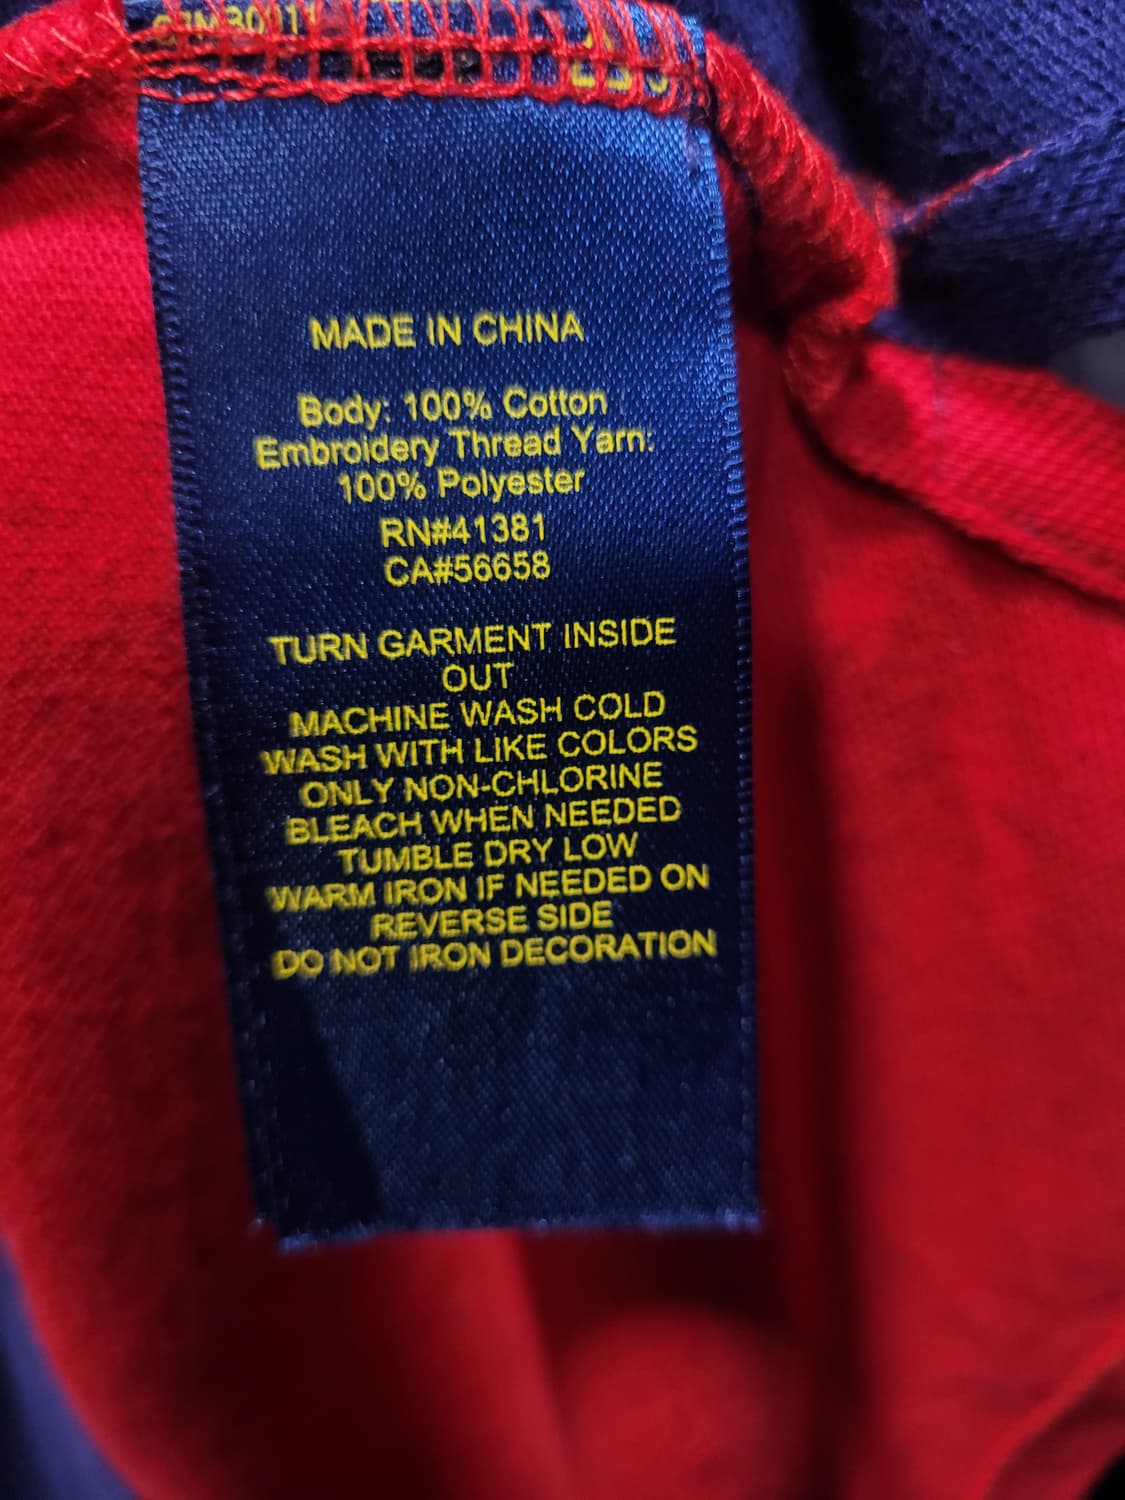 MADE IN CHINA
Body: 100% Cotton
Embroidery Thread Yarn:
100% Polyester
RN#41381
CA#56658
TURN GARMENT INSIDE
OUT
MACHINE WASH COLD
WASH WITH LIKE COLORS
ONLY NON-CHLORINE
BLEACH WHEN NEEDED
TUMBLE DRY LOW
WARM IRON IF NEEDED ON
REVERSE SIDE
DO NOT IRON DECORATION